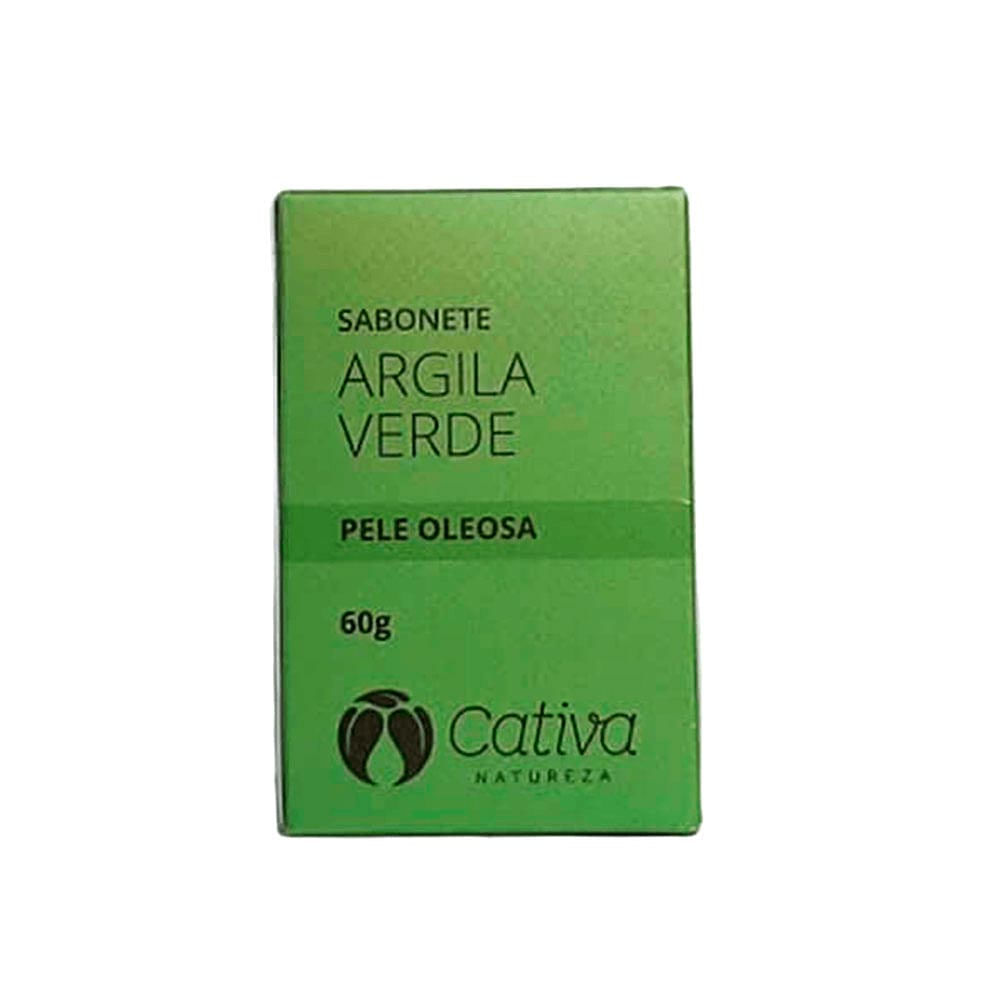 SABONETE
ARGILA
VERDE
PELE OLEOSA
60g
Cativa
NATUREZA